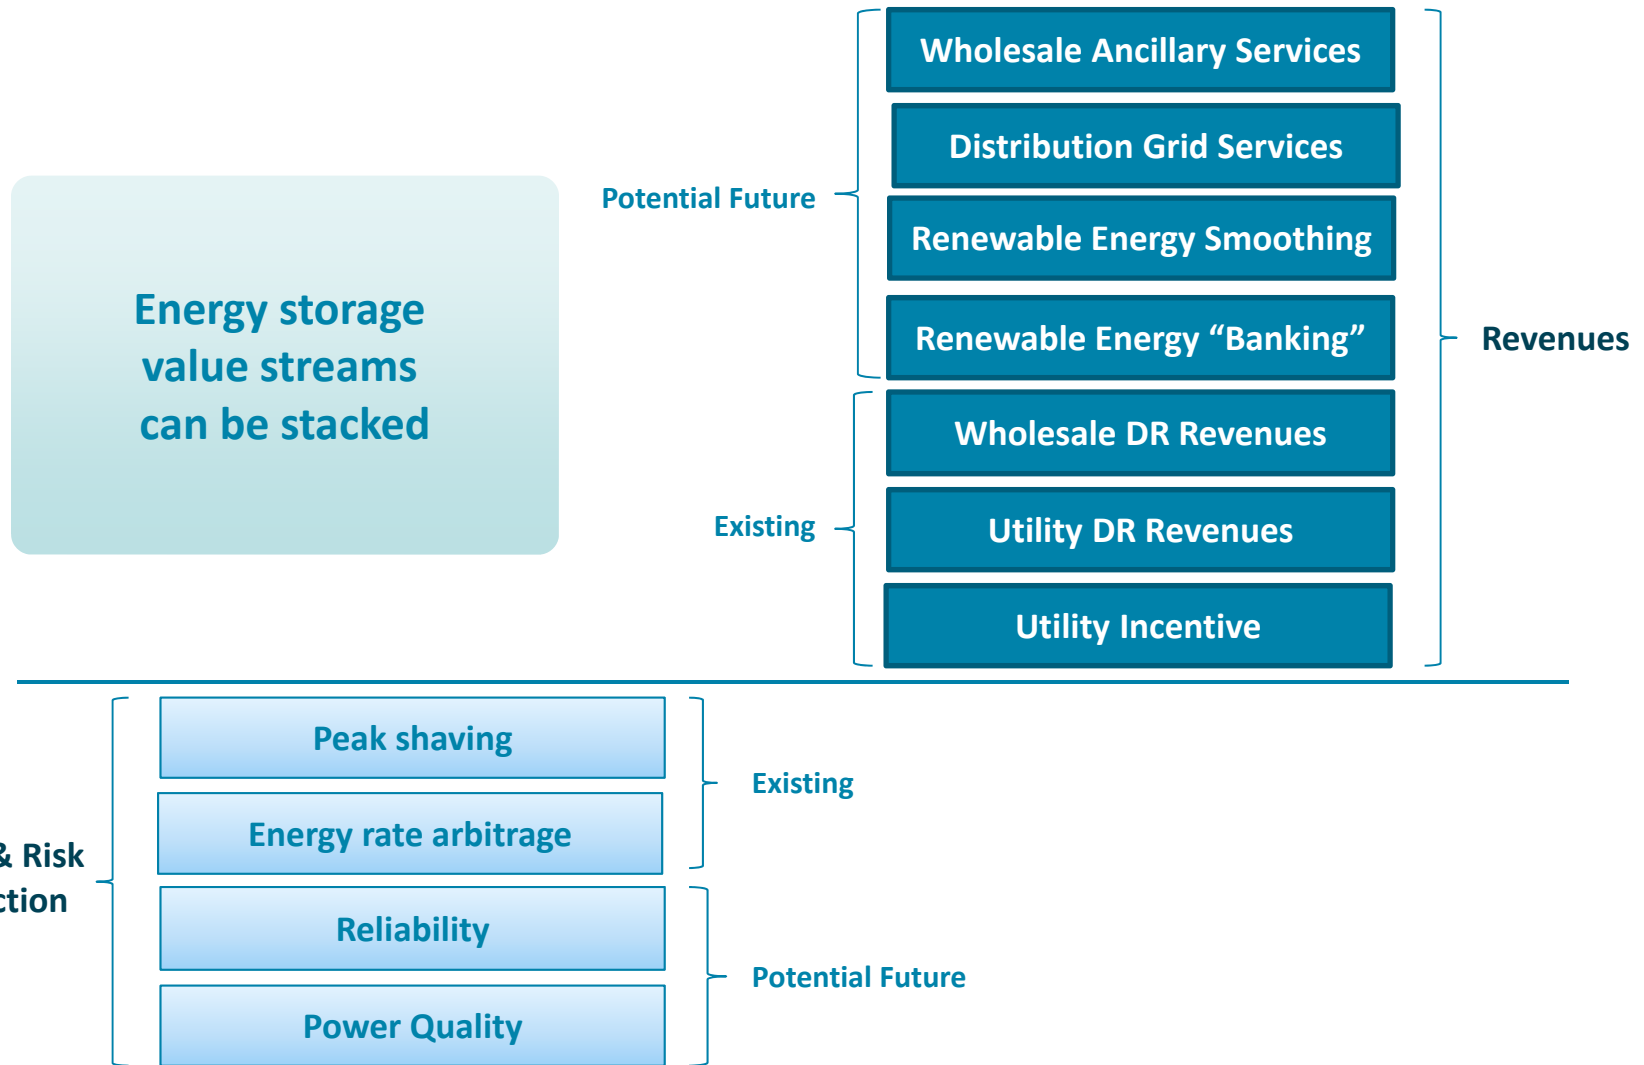 Wholesale Ancillary Services
Distribution Grid Services
Potential Future
Renewable Energy Smoothing
Energy storage
value streams
can be stacked
Renewable Energy “Banking”
Revenues
Wholesale DR Revenues
Existing
Utility DR Revenues
Utility Incentive
Peak shaving
Existing
Energy rate arbitrage
& Risk
Reliability
Potential Future
Power Quality